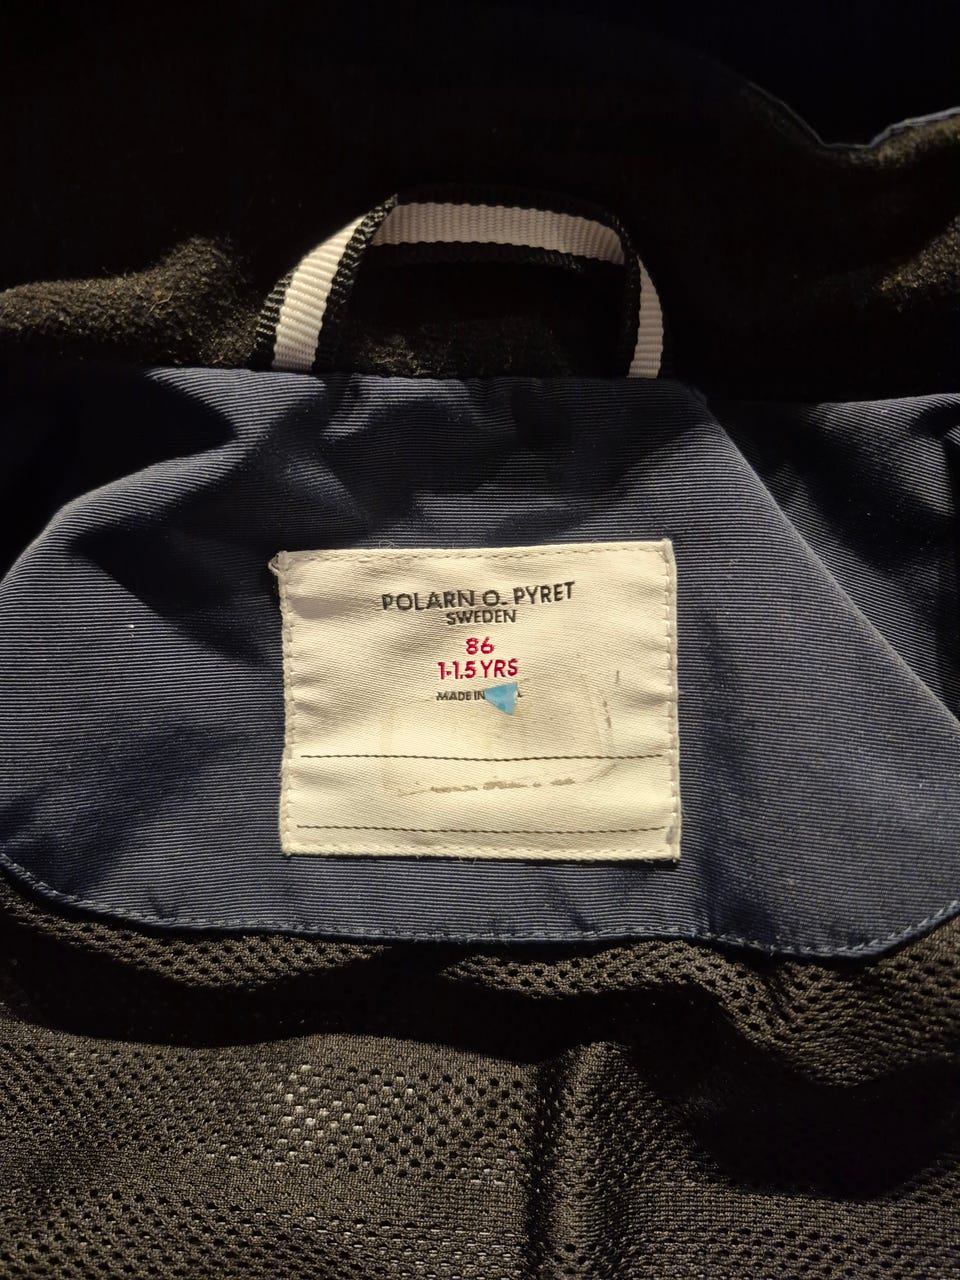 POLARN O. PYRET
SWEDEN
86
1-1.5 YRS
MADE IN